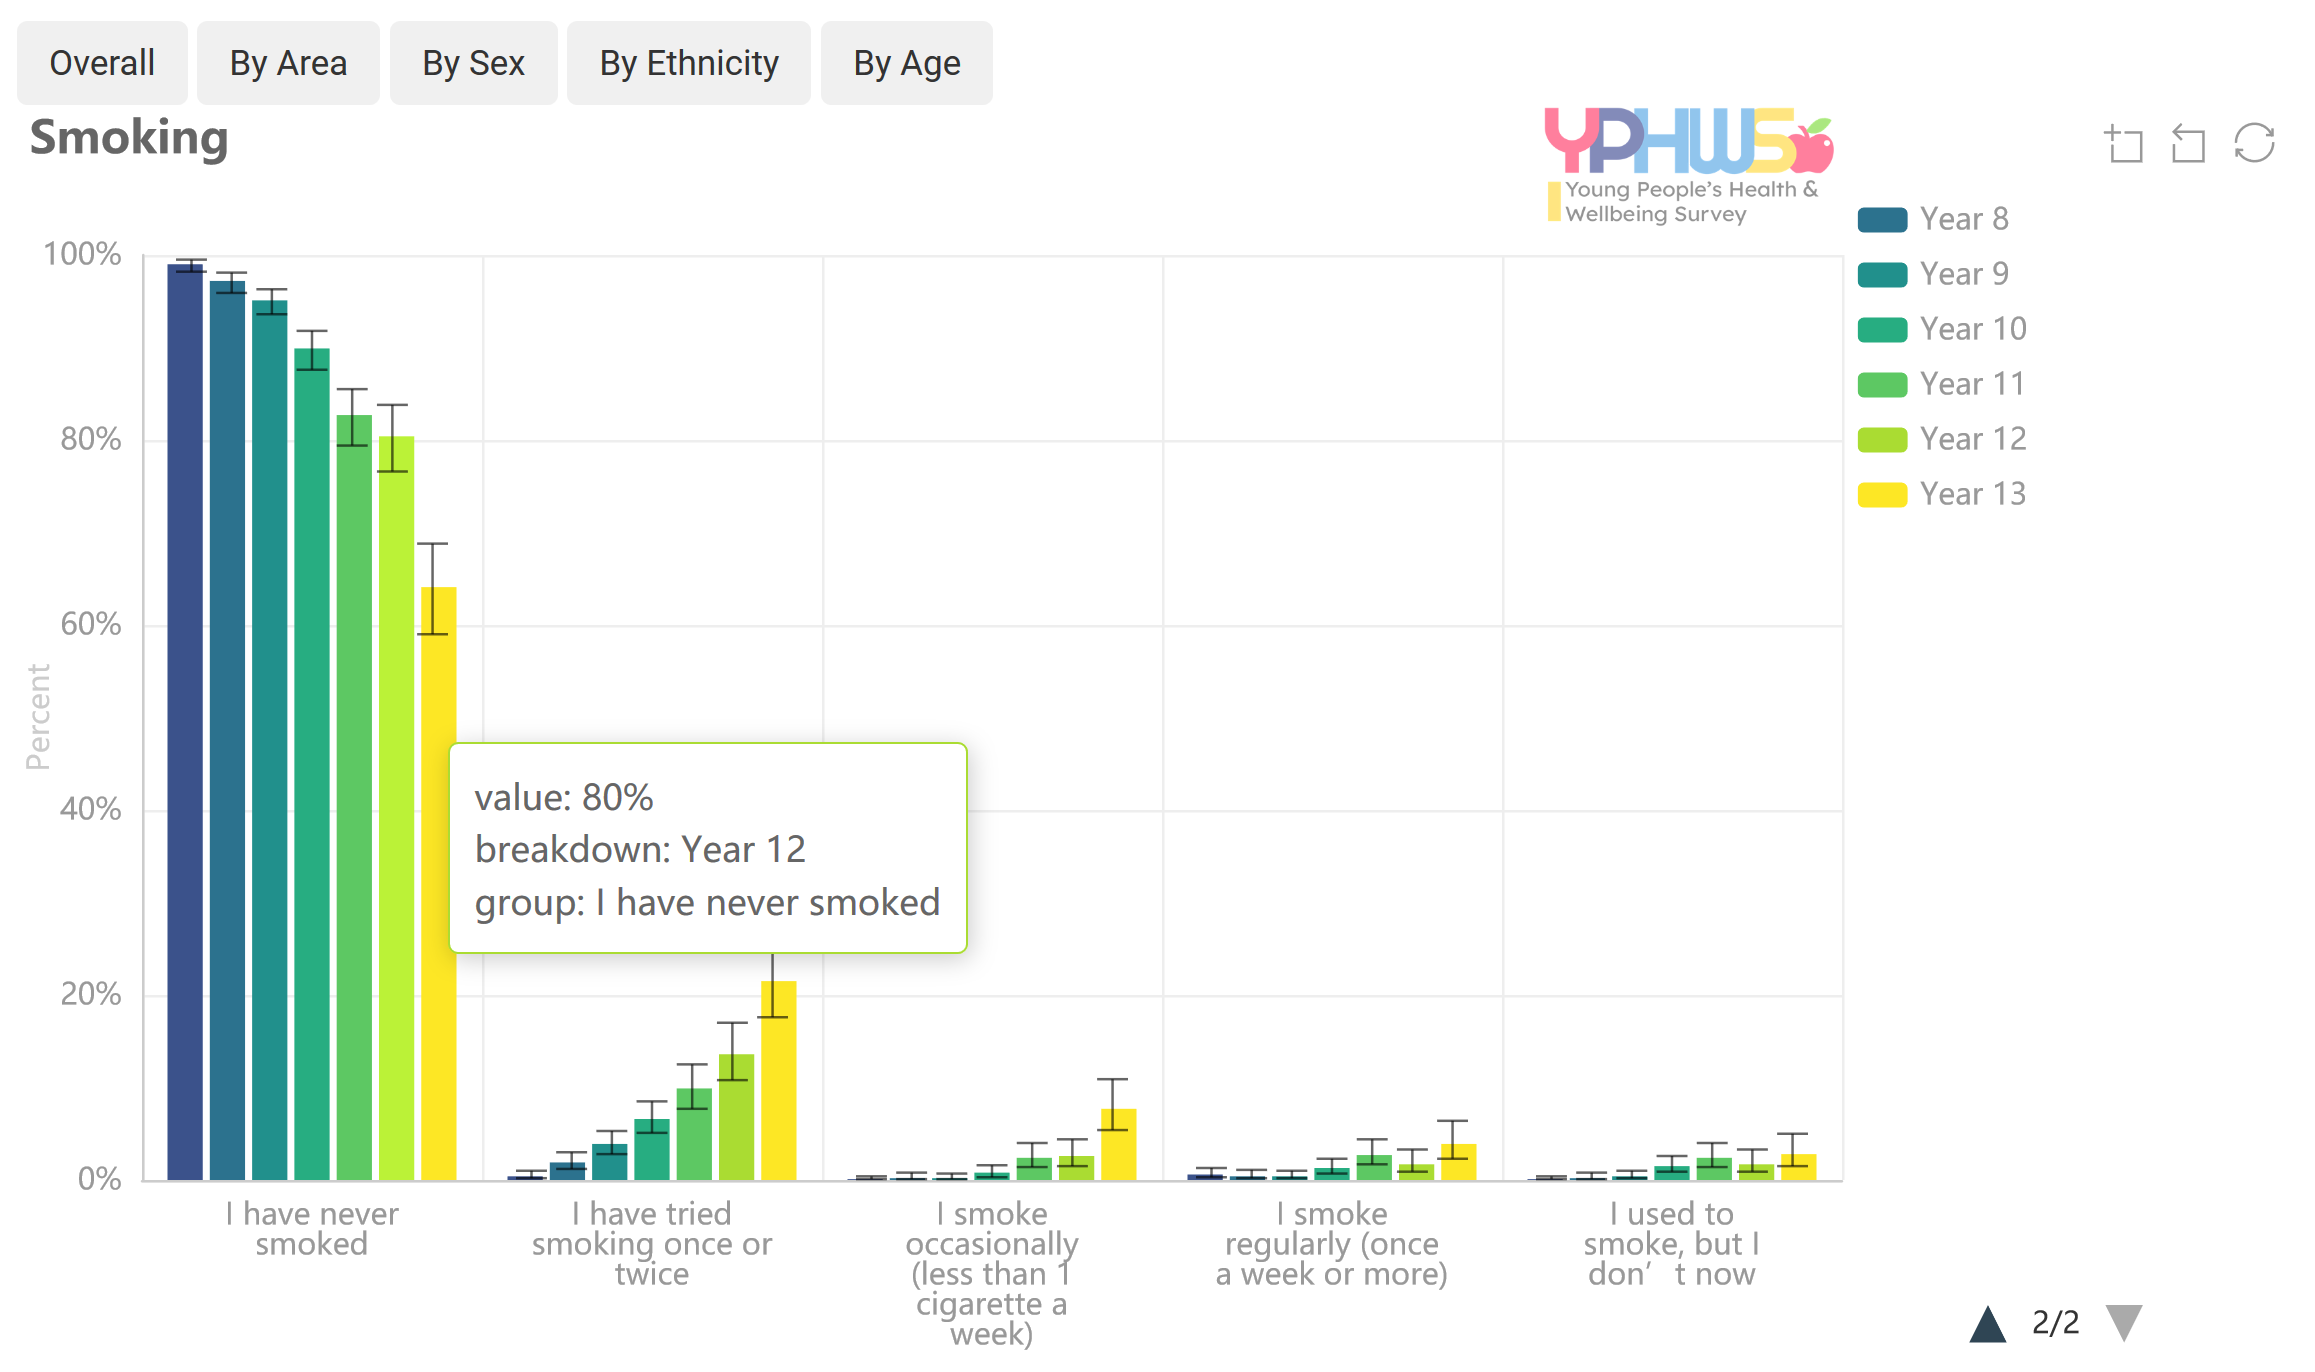 Overall
By Area
By Sex
By Ethnicity
By Age
Smoking
YPHWS
Young People's Health &
Wellbeing Survey
Year 8
Year 9
Year 10
Year 11
Year 12
Year 13
Percent
100%
80%
60%
40%
20%
0%
value: 80%
breakdown: Year 12
group: I have never smoked
I have never
smoked
I have tried
smoking once or
twice
I smoke
occasionally
(less than 1
cigarette a
week)
I smoke
regularly (once
a week or more)
I used to
smoke, but I
don’t now
2/2